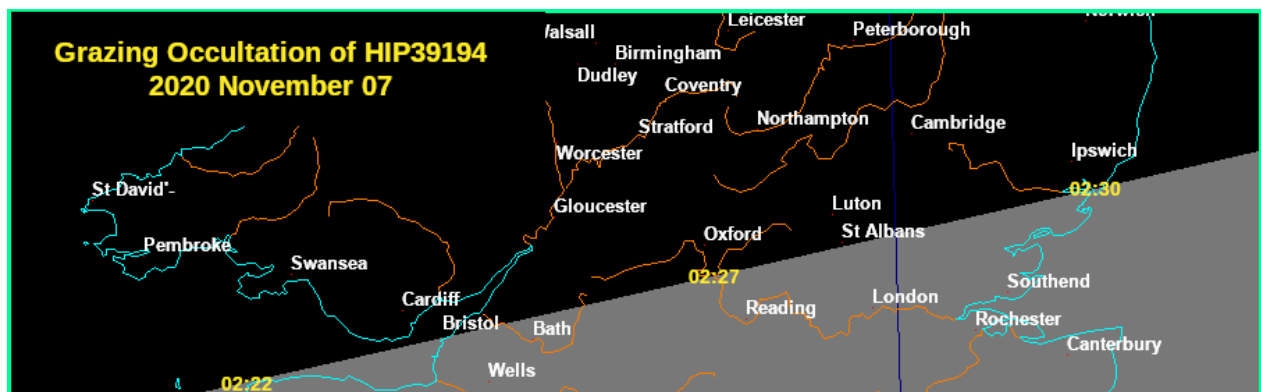 Grazing Occultation of HIP39194
2020 November 07
Leicester
Peterborough
Norwich
Walsall
Birmingham
Dudley
Coventry
Stratford
Northampton
Cambridge
Worcester
Ipswich
St David'-
02:30
Gloucester
Luton
Pembroke
Oxford
St Albans
Swansea
02:27
Southend
Cardiff
Reading
London
Bristol
Bath
Rochester
Canterbury
Wells
02:22